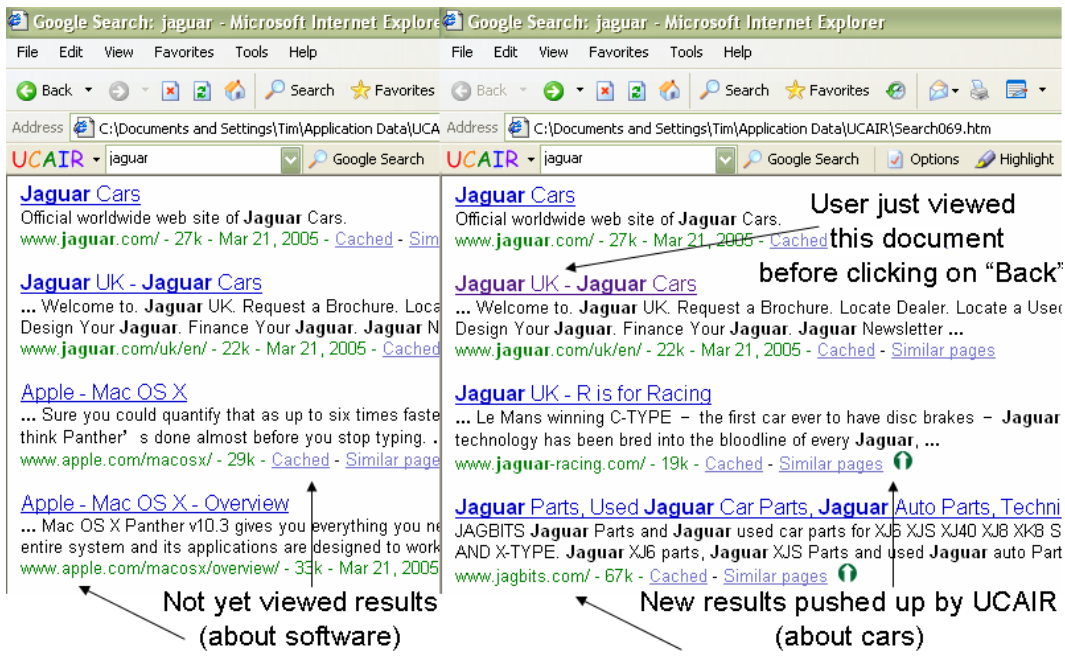 Google Search: jaguar - Microsoft Internet Explore
File Edit View Favorites Tools Help
Back Search Favorites
Address C:\Documents and Settings\Tim\Application Data\UCA
UCAIR jaguar Google Search
Jaguar Cars
Official worldwide web site of Jaguar Cars.
www.jaguar.com/ - 27k - Mar 21, 2005 - Cached - Sim
Jaguar UK - Jaguar Cars
... Welcome to. Jaguar UK. Request a Brochure. Loca
Design Your Jaguar. Finance Your Jaguar. Jaguar N
www.jaguar.com/uk/en/ - 22k - Mar 21, 2005 - Cached
Apple - Mac OS X
... Sure you could quantify that as up to six times faste
think Panther’ s done almost before you stop typing. .
www.apple.com/macosx/ - 29k - Cached - Similar page
Apple - Mac OS X - Overview
... Mac OS X Panther v10.3 gives you everything you ne
entire system and its applications are designed to work
www.apple.com/macosx/overview/ - 33k - Mar 21, 2005
Not yet viewed results
(about software)
Google Search: jaguar - Microsoft Internet Explorer
File Edit View Favorites Tools Help
Back Search Favorites
Address C:\Documents and Settings\Tim\Application Data\UCAIR\Search069.htm
UCAIR jaguar Google Search Options Highlight
Jaguar Cars
Official worldwide web site of Jaguar Cars.
www.jaguar.com/ - 27k - Mar 21, 2005 - Cached
User just viewed
this document
before clicking on “Back”
Jaguar UK - Jaguar Cars
... Welcome to. Jaguar UK. Request a Brochure. Locate Dealer. Locate a Used
Design Your Jaguar. Finance Your Jaguar. Jaguar Newsletter ...
www.jaguar.com/uk/en/ - 22k - Mar 21, 2005 - Cached - Similar pages
Jaguar UK - R is for Racing
... Le Mans winning C-TYPE – the first car ever to have disc brakes – Jaguar
technology has been bred into the bloodline of every Jaguar, ...
www.jaguar-racing.com/ - 19k - Cached - Similar pages
Jaguar Parts, Used Jaguar Car Parts, Jaguar Auto Parts, Techni
JAGBITS Jaguar Parts and Jaguar used car parts for XJ6 XJS XJ40 XJ8 XK8 S
AND X-TYPE. Jaguar XJ6 parts, Jaguar XJS Parts and used Jaguar auto Part
www.jagbits.com/ - 67k - Cached - Similar pages
New results pushed up by UCAIR
(about cars)